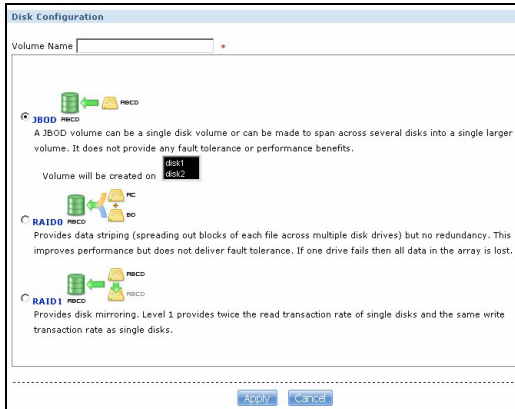 Disk Configuration
Volume Name *
ABCD
JBOD ABCD
A JBOD volume can be a single disk volume or can be made to span across several disks into a single larger
volume. It does not provide any fault tolerance or performance benefits.
Volume will be created on
disk1
disk2
AC
BD
RAID0 ABCD
Provides data striping (spreading out blocks of each file across multiple disk drives) but no redundancy. This
improves performance but does not deliver fault tolerance. If one drive fails then all data in the array is lost.
ABCD
ABCD
RAID1 ABCD
Provides disk mirroring. Level 1 provides twice the read transaction rate of single disks and the same write
transaction rate as single disks.
Apply Cancel